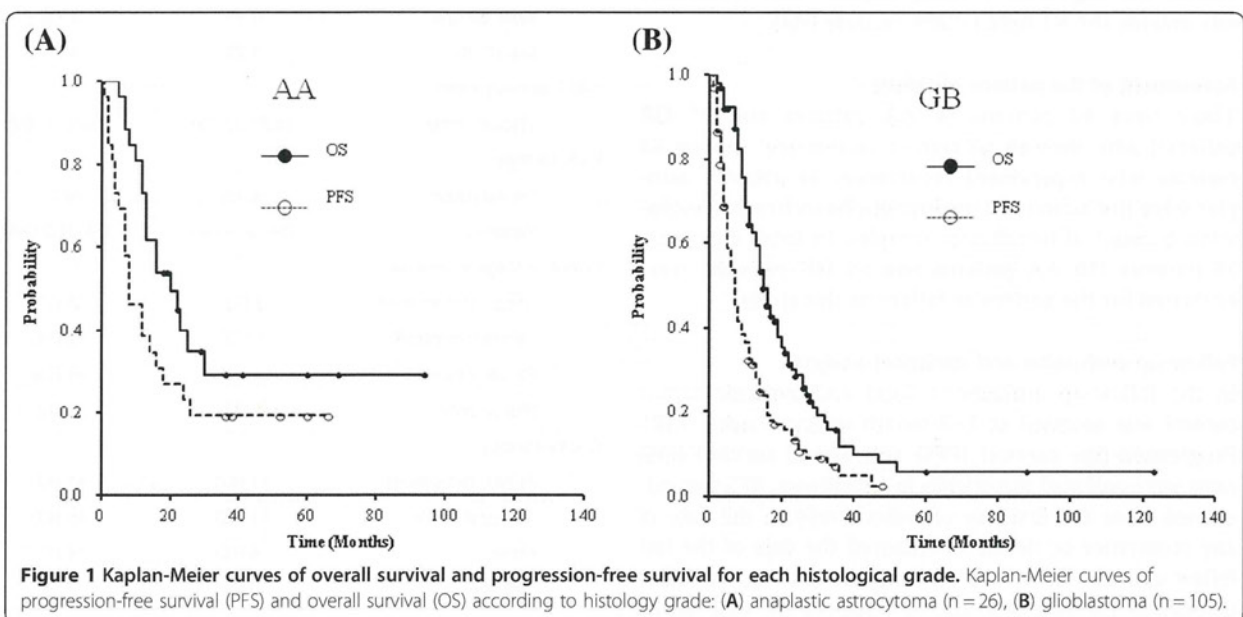 (A)
AA
OS
PFS
Probability
1.0
0.8
0.6
0.4
0.2
0.0
0 20 40 60 80 100 120 140
Time (Months)
(B)
GB
OS
PFS
Probability
1.0
0.8
0.6
0.4
0.2
0.0
0 20 40 60 80 100 120 140
Time (Months)
Figure 1 Kaplan-Meier curves of overall survival and progression-free survival for each histological grade. Kaplan-Meier curves of
progression-free survival (PFS) and overall survival (OS) according to histology grade: (A) anaplastic astrocytoma (n = 26), (B) glioblastoma (n = 105).